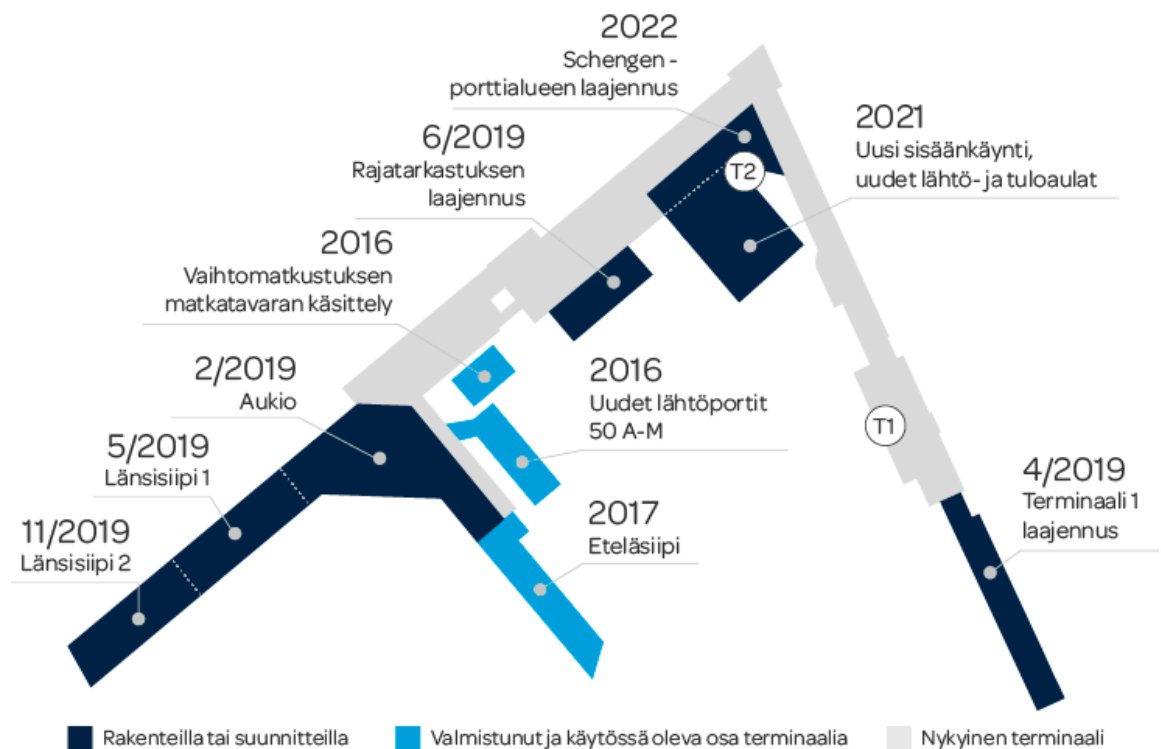 2022
Schengen -
porttialueen laajennus
6/2019
Rajatarkastuksen
laajennus
2021
Uusi sisäänkäynti,
uudet lähtö- ja tuloaulat
T2
2016
Vaihtomatkustuksen
matkatavaran käsittely
2/2019
Aukio
2016
Uudet lähtöportit
50 A-M
T1
5/2019
Länsisiipi 1
4/2019
Terminaali 1
laajennus
11/2019
Länsisiipi 2
2017
Eteläsiipi
Rakenteilla tai suunnitteilla
Valmistunut ja käytössä oleva osa terminaalia
Nykyinen terminaali